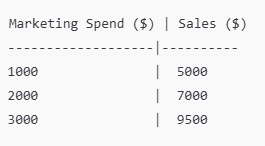 Marketing Spend ($) | Sales ($)
-------------------|----------
1000               |  5000
2000               |  7000
3000               |  9500